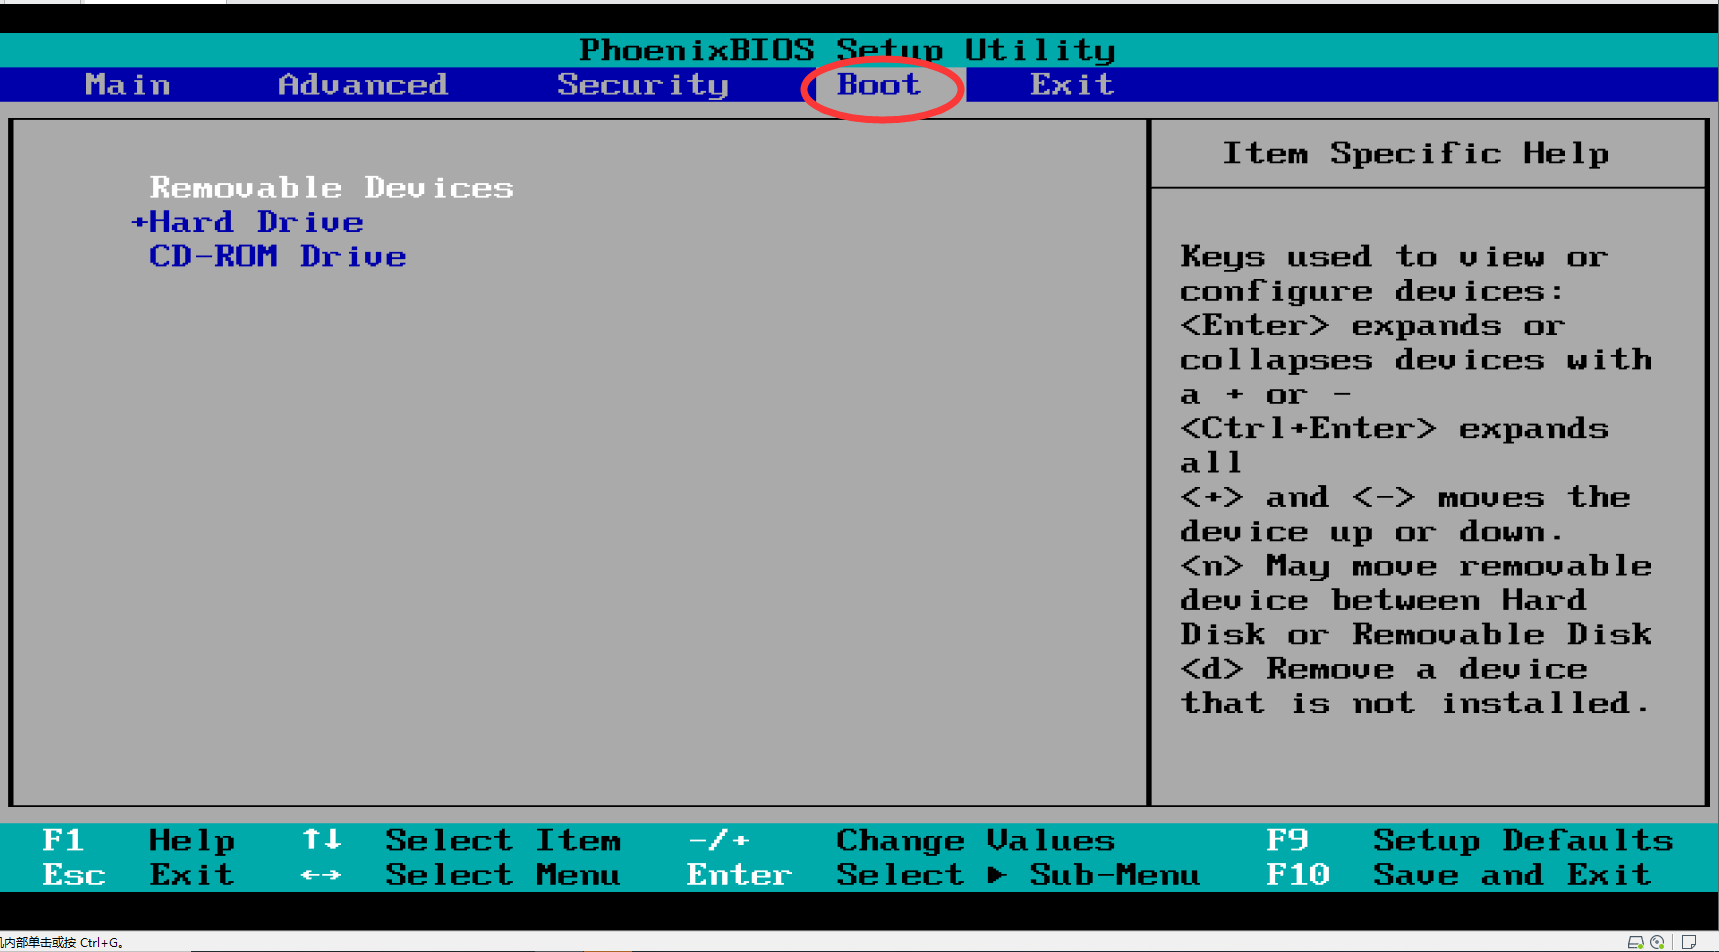 PhoenixBIOS Setup Utility
Main Advanced Security Boot Exit
Removable Devices
+Hard Drive
CD-ROM Drive
Item Specific Help
Keys used to view or
configure devices:
<Enter> expands or
collapses devices with
a + or -
<Ctrl+Enter> expands
all
<+> and <-> moves the
device up or down.
<n> May move removable
device between Hard
Disk or Removable Disk
<d> Remove a device
that is not installed.
F1 Help ↑↓ Select Item -/+ Change Values F9 Setup Defaults
Esc Exit ←→ Select Menu Enter Select ▶ Sub-Menu F10 Save and Exit
内部单击或按 Ctrl+G。